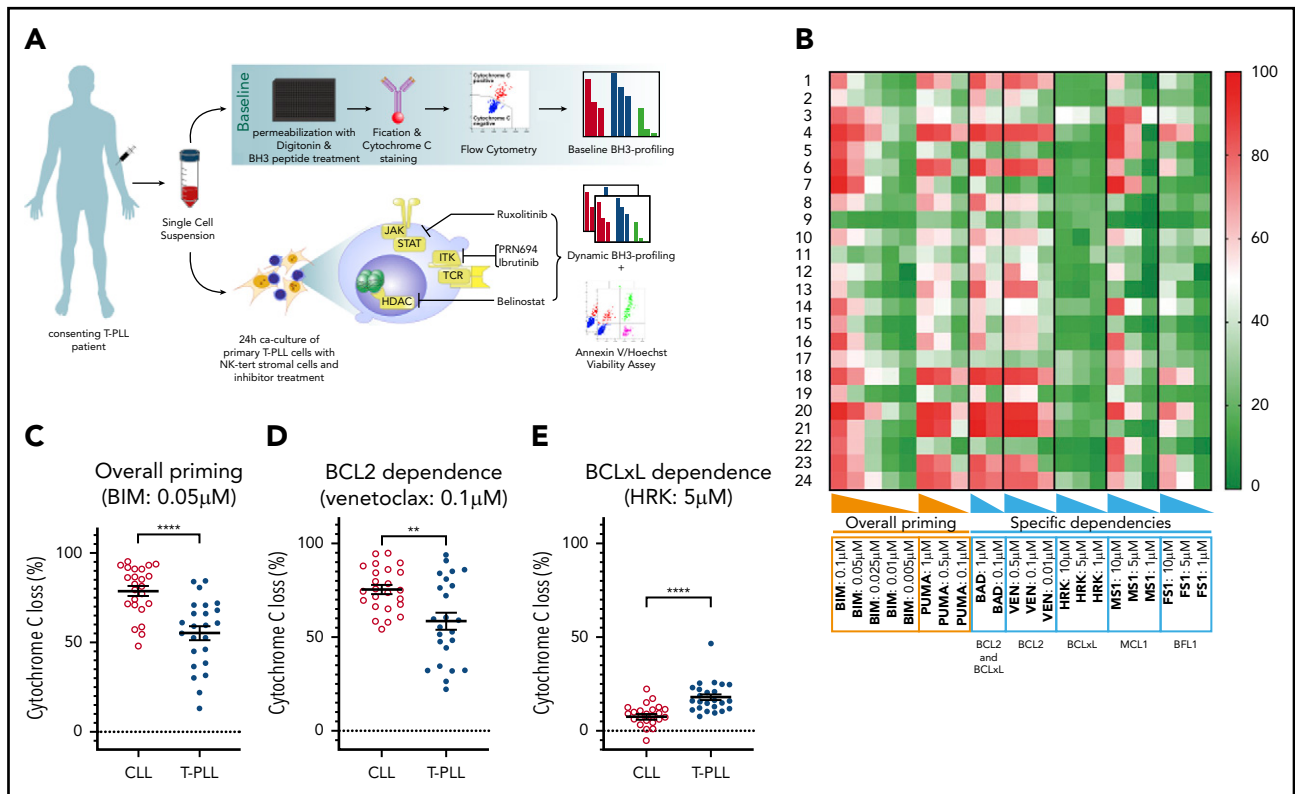 A
Baseline
permeabilization with
Digitonin &
BH3 peptide treatment
Fication &
Cytochrome C
staining
Cytochrome C
positive
Cytochrome C
negative
Flow Cytometry
Baseline BH3-profiling
Single Cell
Suspension
consenting T-PLL
patient
JAK
STAT
ITK
TCR
HDAC
Ruxolitinib
PRN694
Ibrutinib
Belinostat
Dynamic BH3-profiling
+
Annexin V/Hoechst
Viability Assey
24h ca-culture of
primary T-PLL cells with
NK-tert stromal cells and
inhibitor treatment
B
1
2
3
4
5
6
7
8
9
10
11
12
13
14
15
16
17
18
19
20
21
22
23
24
100
80
60
40
20
0
Overall priming
Specific dependencies
BIM: 0.1μM
BIM: 0.05μM
BIM: 0.025μM
BIM: 0.01μM
BIM: 0.005μM
PUMA: 1μM
PUMA: 0.5μM
PUMA: 0.1μM
BAD: 1μM
BAD: 0.1μM
VEN: 0.5μM
VEN: 0.1μM
VEN: 0.01μM
HRK: 10μM
HRK: 5μM
HRK: 1μM
MS1: 10μM
MS1: 5μM
MS1: 1μM
FS1: 10μM
FS1: 5μM
FS1: 1μM
BCL2
and
BCLxL
BCL2
BCLxL
MCL1
BFL1
C
Overall priming
(BIM: 0.05μM)
****
Cytochrome C loss (%)
100
50
0
CLL
T-PLL
D
BCL2 dependence
(venetoclax: 0.1μM)
**
Cytochrome C loss (%)
100
50
0
CLL
T-PLL
E
BCLxL dependence
(HRK: 5μM)
****
Cytochrome C loss (%)
100
50
0
CLL
T-PLL